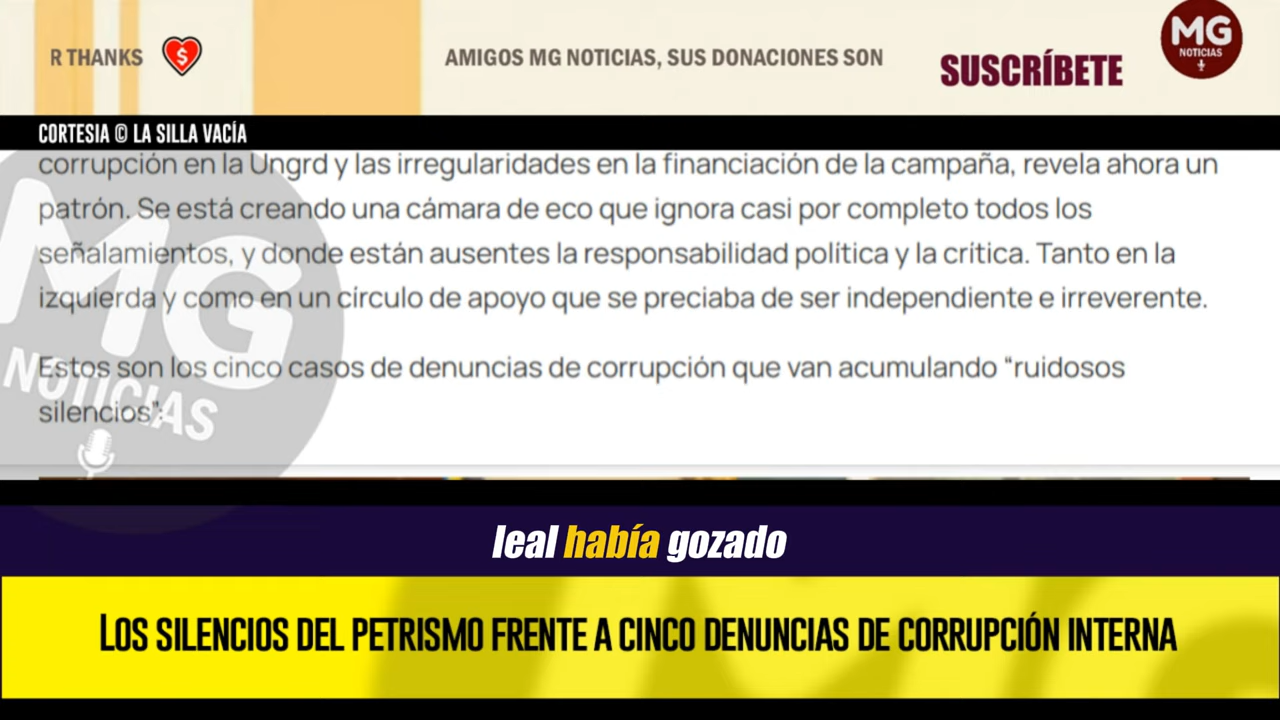 R THANKS
AMIGOS MG NOTICIAS, SUS DONACIONES SON
SUSCRÍBETE
MG
NOTICIAS
CORTESIA © LA SILLA VACÍA
corrupción en la Ungrd y las irregularidades en la financiación de la campaña, revela ahora un
patrón. Se está creando una cámara de eco que ignora casi por completo todos los
señalamientos, y donde están ausentes la responsabilidad política y la crítica. Tanto en la
izquierda y como en un círculo de apoyo que se preciaba de ser independiente e irreverente.
Estos son los cinco casos de denuncias de corrupción que van acumulando “ruidosos
silencios”:
MG
NOTICIAS
leal había gozado
LOS SILENCIOS DEL PETRISMO FRENTE A CINCO DENUNCIAS DE CORRUPCIÓN INTERNA